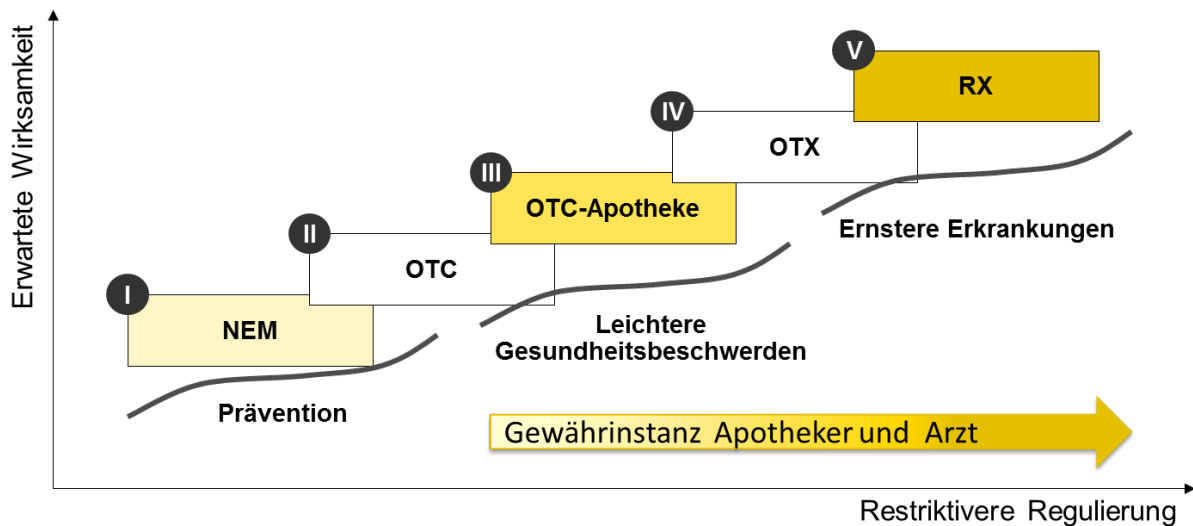 Erwartete Wirksamkeit
V
RX
IV
OTX
III
OTC-Apotheke
Ernstere Erkrankungen
II
OTC
I
NEM
Leichtere
Gesundheitsbeschwerden
Prävention
Gewährinstanz Apotheker und Arzt
Restriktivere Regulierung